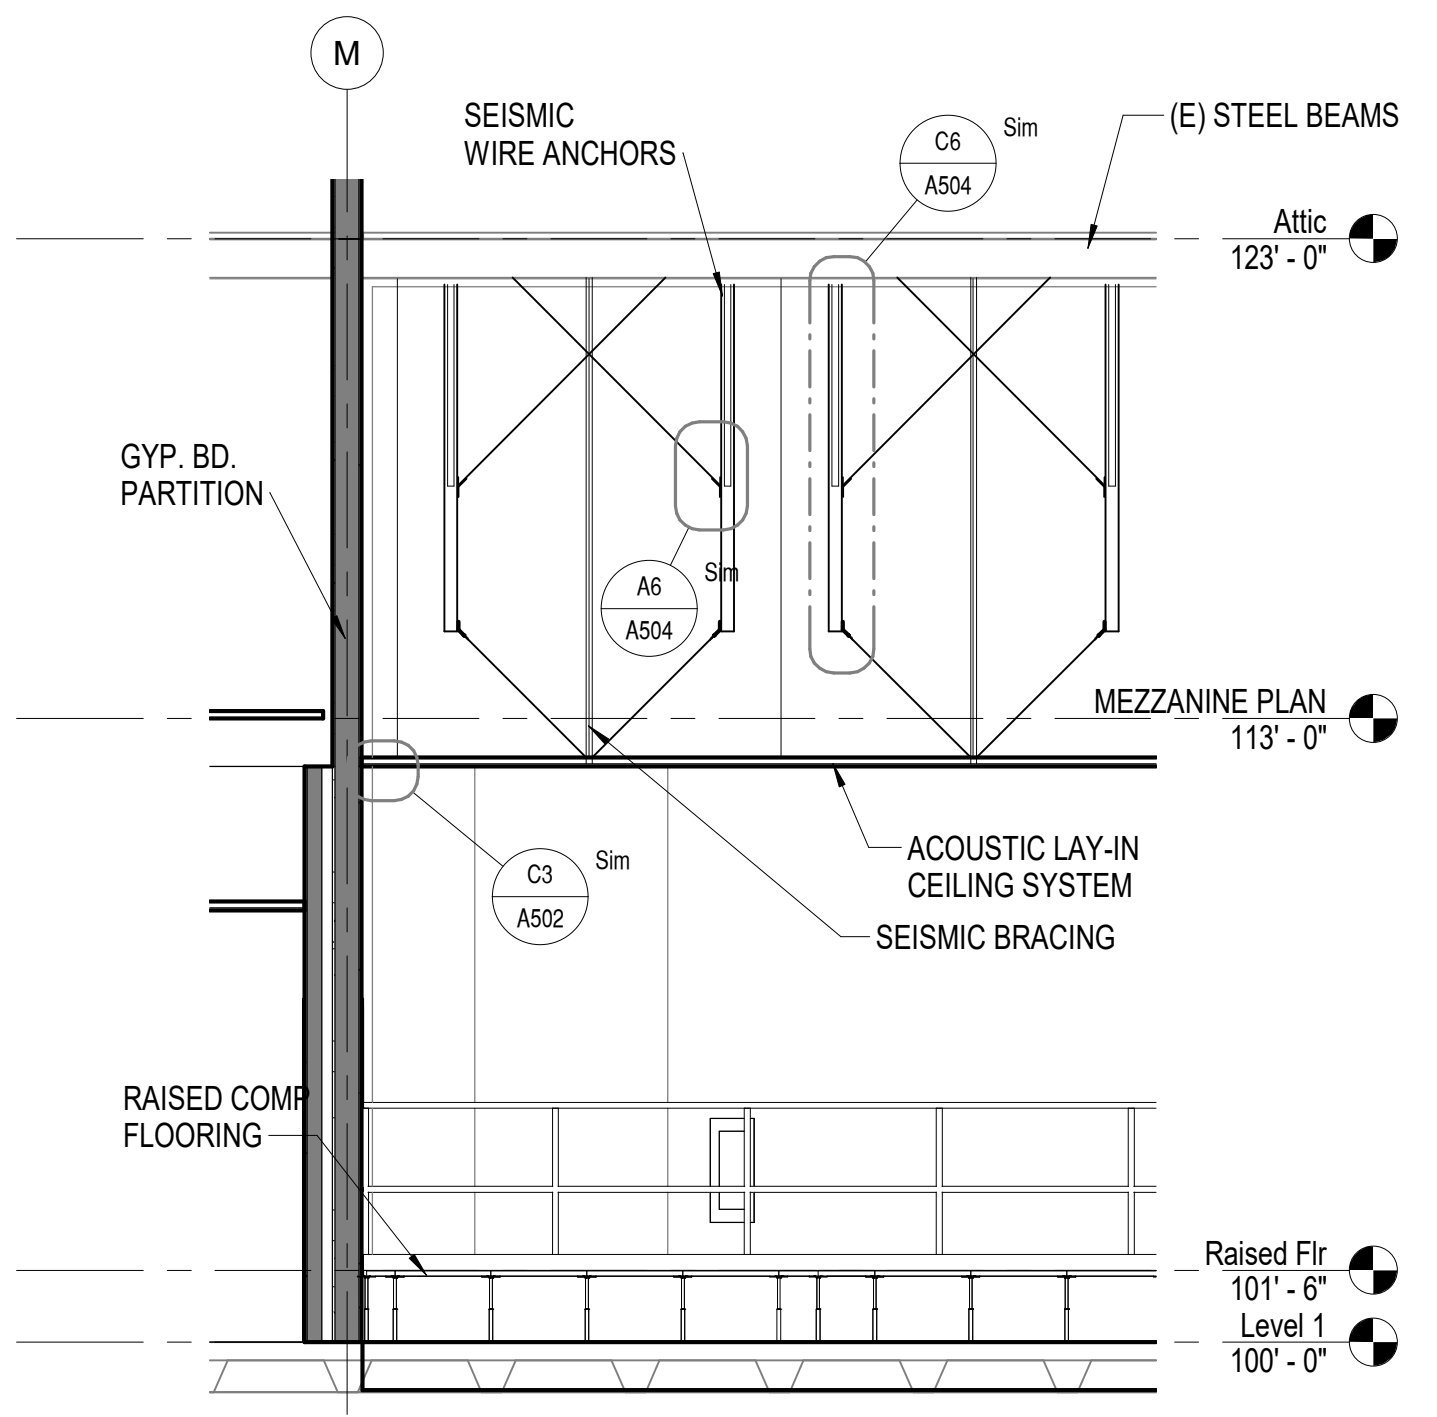 M
SEISMIC
WIRE ANCHORS
C6
A504
Sim
(E) STEEL BEAMS
Attic
123' - 0"
GYP. BD.
PARTITION
A6
A504
Sim
MEZZANINE PLAN
113' - 0"
ACOUSTIC LAY-IN
CEILING SYSTEM
C3
A502
Sim
SEISMIC BRACING
RAISED COMP
FLOORING
Raised Flr
101' - 6"
Level 1
100' - 0"